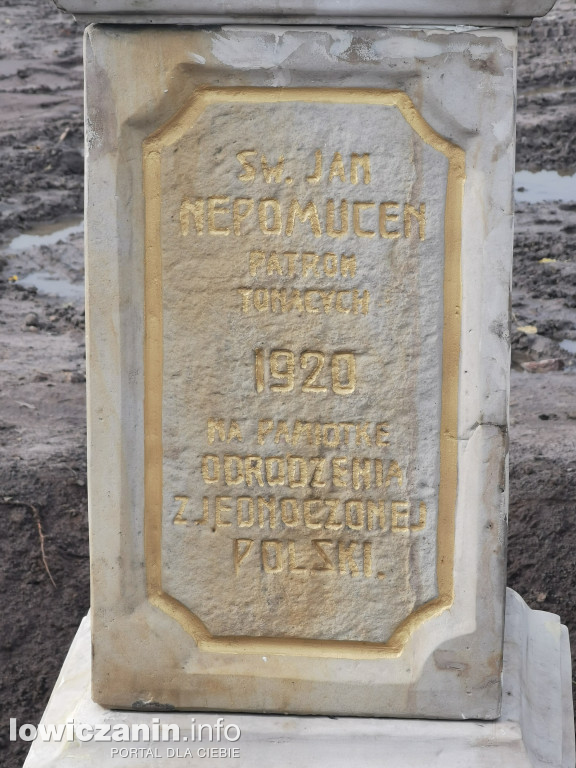 ŚW. JAN
NEPOMUCEN
PATRON
TONĄCYCH
1920
NA PAMIĄTKĘ
ODRODZENIA
ZJEDNOCZONEJ
POLSKI.
lowiczanin.info
PORTAL DLA CIEBIE